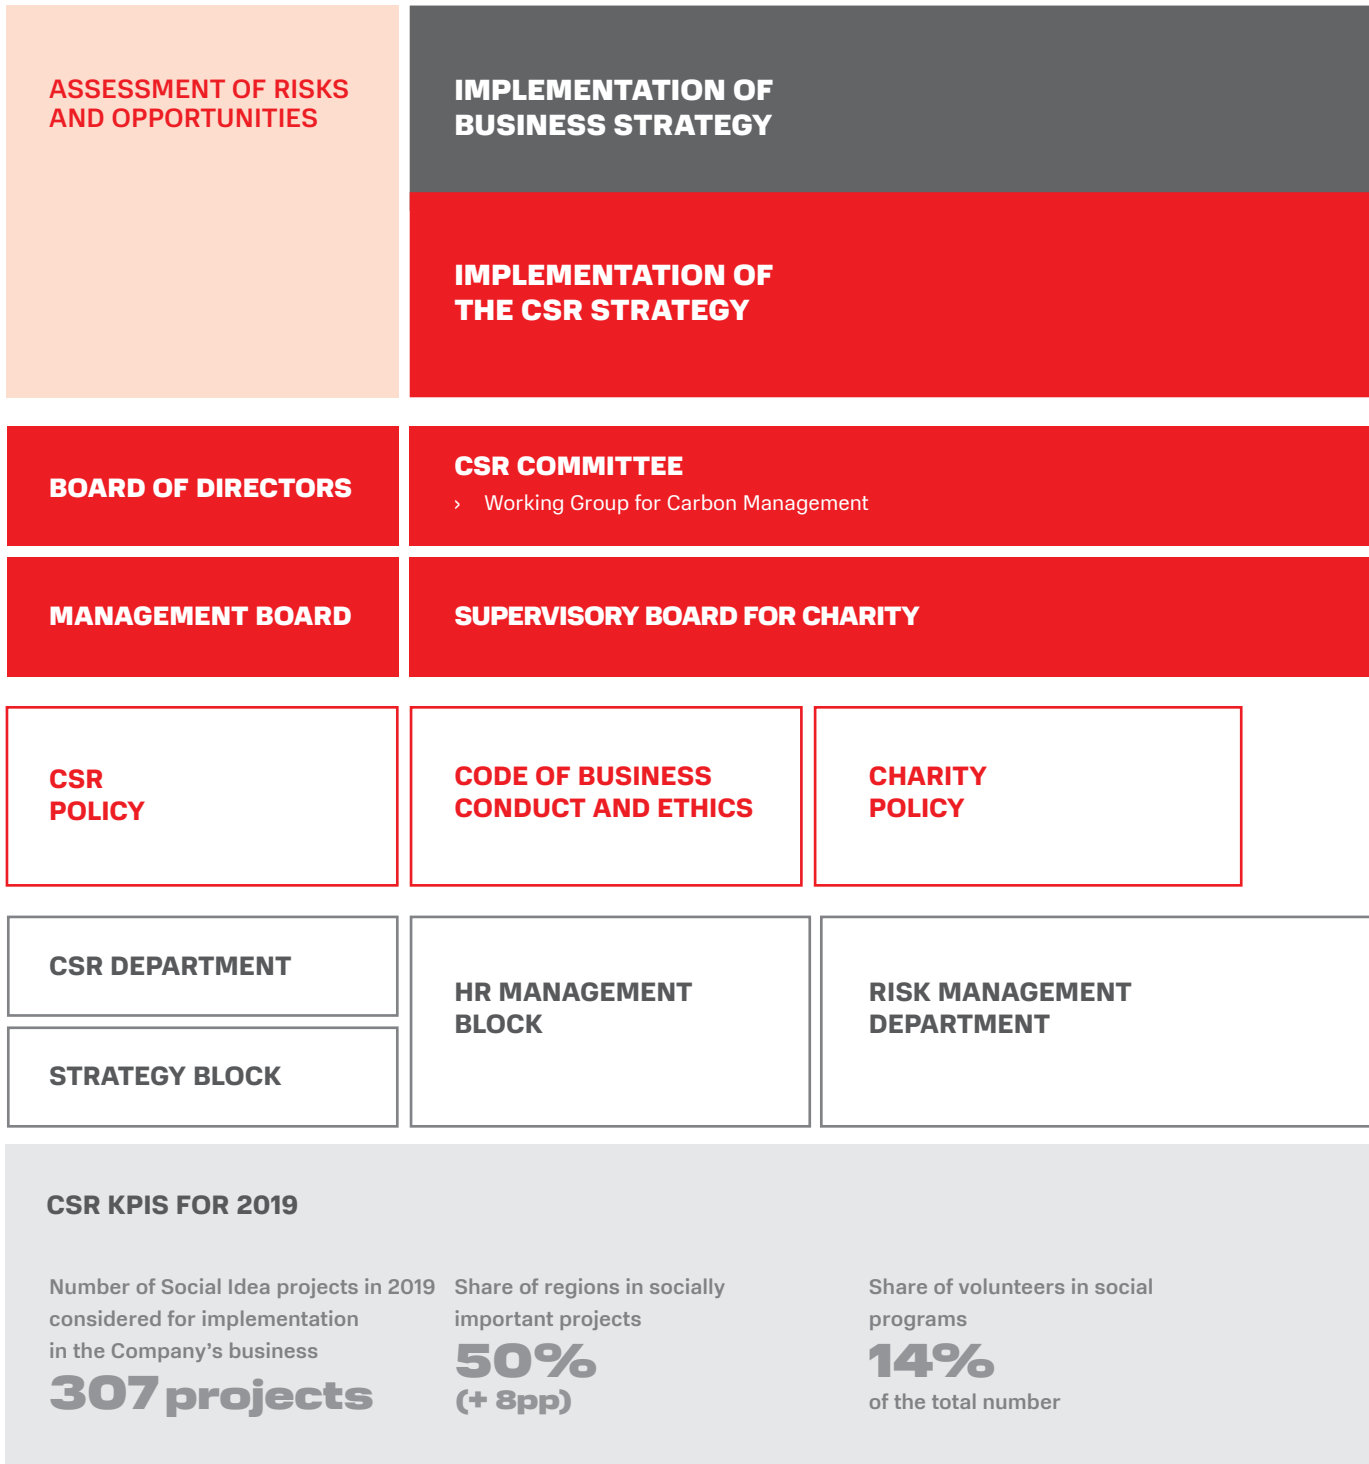 ASSESSMENT OF RISKS
AND OPPORTUNITIES
IMPLEMENTATION OF
BUSINESS STRATEGY
IMPLEMENTATION OF
THE CSR STRATEGY
BOARD OF DIRECTORS
CSR COMMITTEE
› Working Group for Carbon Management
MANAGEMENT BOARD
SUPERVISORY BOARD FOR CHARITY
CSR
POLICY
CODE OF BUSINESS
CONDUCT AND ETHICS
CHARITY
POLICY
CSR DEPARTMENT
STRATEGY BLOCK
HR MANAGEMENT
BLOCK
RISK MANAGEMENT
DEPARTMENT
CSR KPIS FOR 2019
Number of Social Idea projects in 2019
considered for implementation
in the Company's business
307 projects
Share of regions in socially
important projects
50%
(+ 8pp)
Share of volunteers in social
programs
14%
of the total number